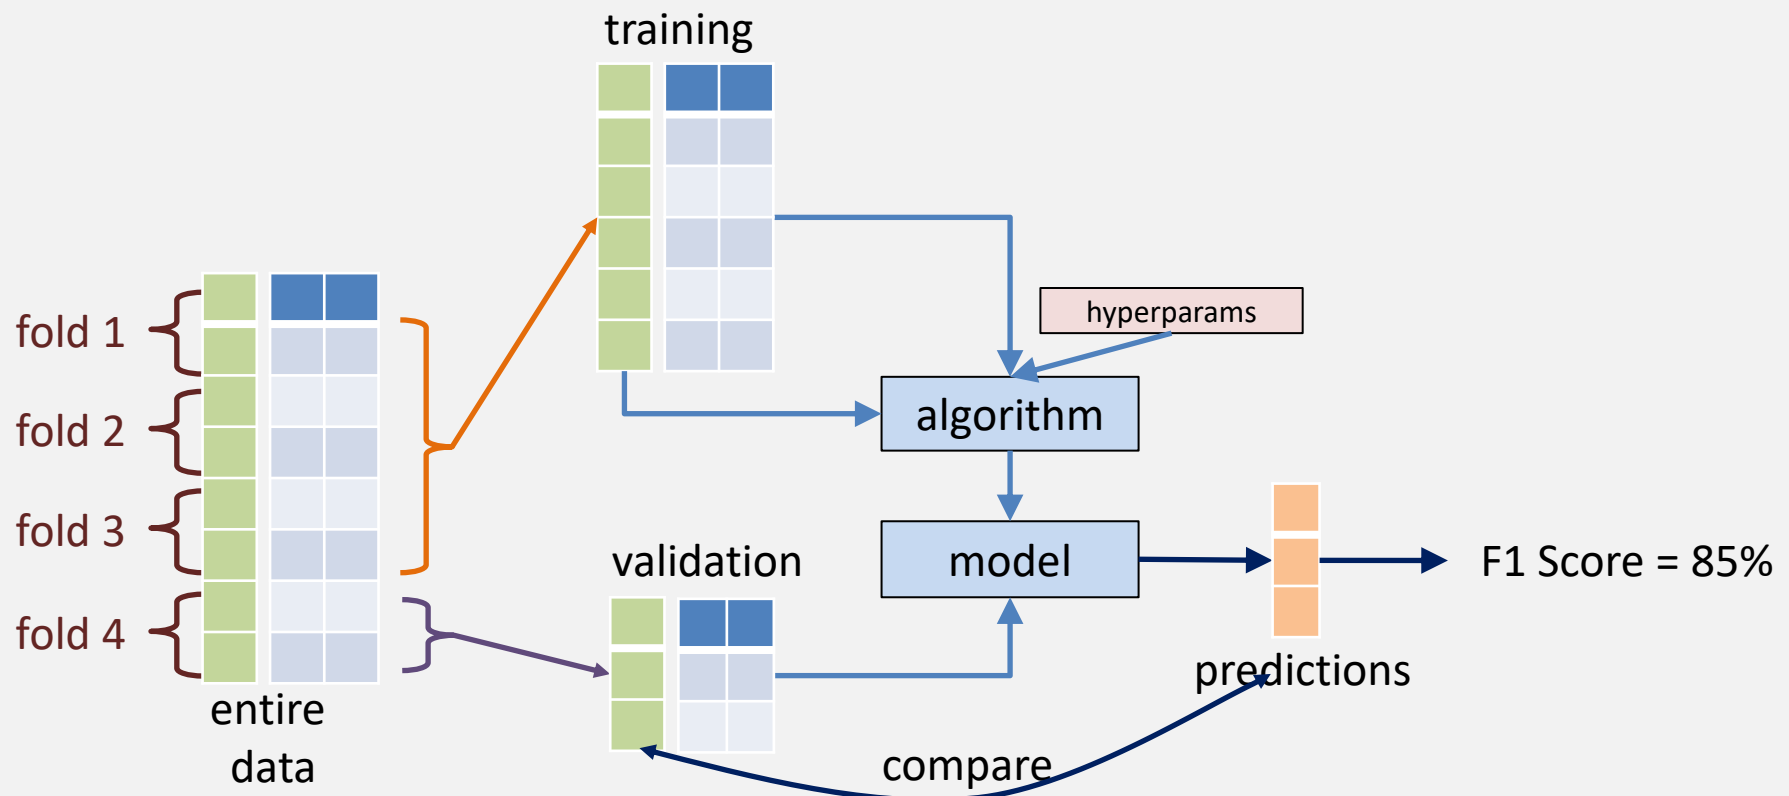 training
fold 1
fold 2
fold 3
fold 4
entire
data
hyperparams
algorithm
model
validation
predictions
F1 Score = 85%
compare